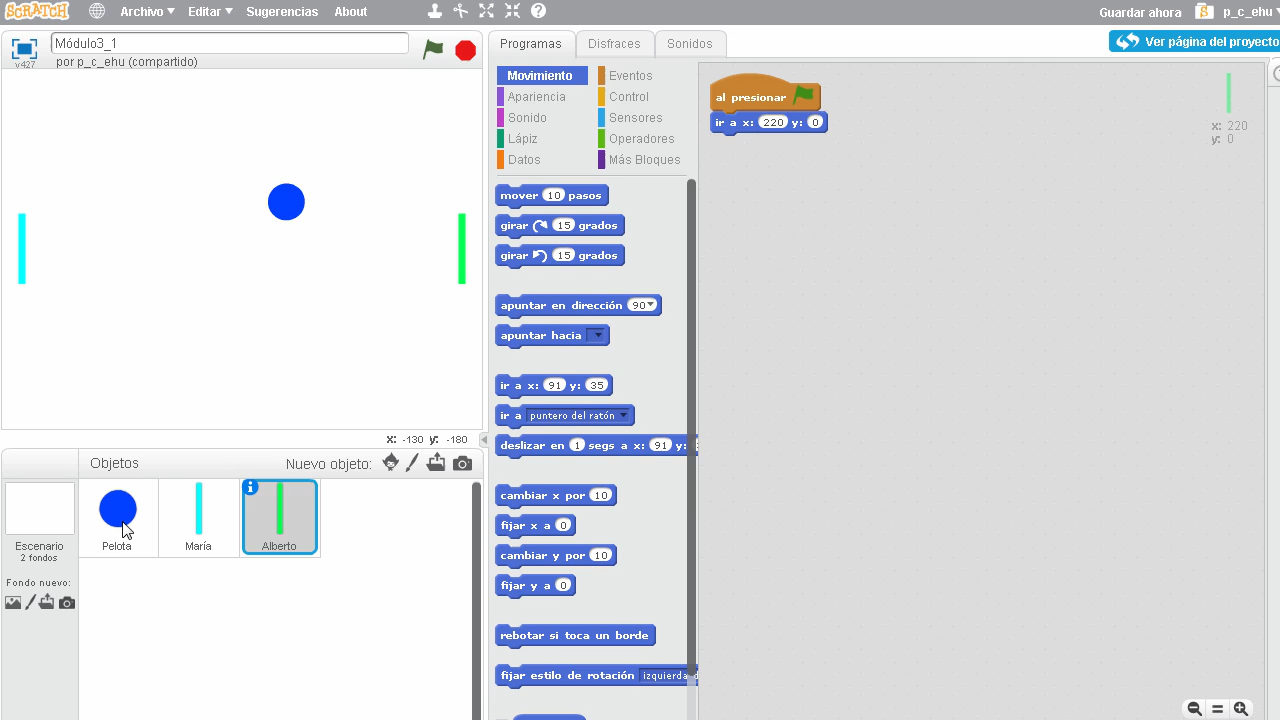 SCRATCH Archivo Editar Sugerencias About Guardar ahora p_c_ehu
Módulo3_1
por p_c_ehu (compartido)
v427
Programas Disfraces Sonidos
Ver página del proyecto
Movimiento Eventos
Apariencia Control
Sonido Sensores
Lápiz Operadores
Datos Más Bloques
mover 10 pasos
girar 15 grados
girar 15 grados
apuntar en dirección 90
apuntar hacia
ir a x: 91 y: 35
ir a puntero del ratón
deslizar en 1 segs a x: 91 y:
cambiar x por 10
fijar x a 0
cambiar y por 10
fijar y a 0
rebotar si toca un borde
fijar estilo de rotación izquierda
al presionar
ir a x: 220 y: 0
x: 220
y: 0
x: -130 y: -180
Objetos Nuevo objeto:
Pelota María Alberto
Escenario
2 fondos
Fondo nuevo: